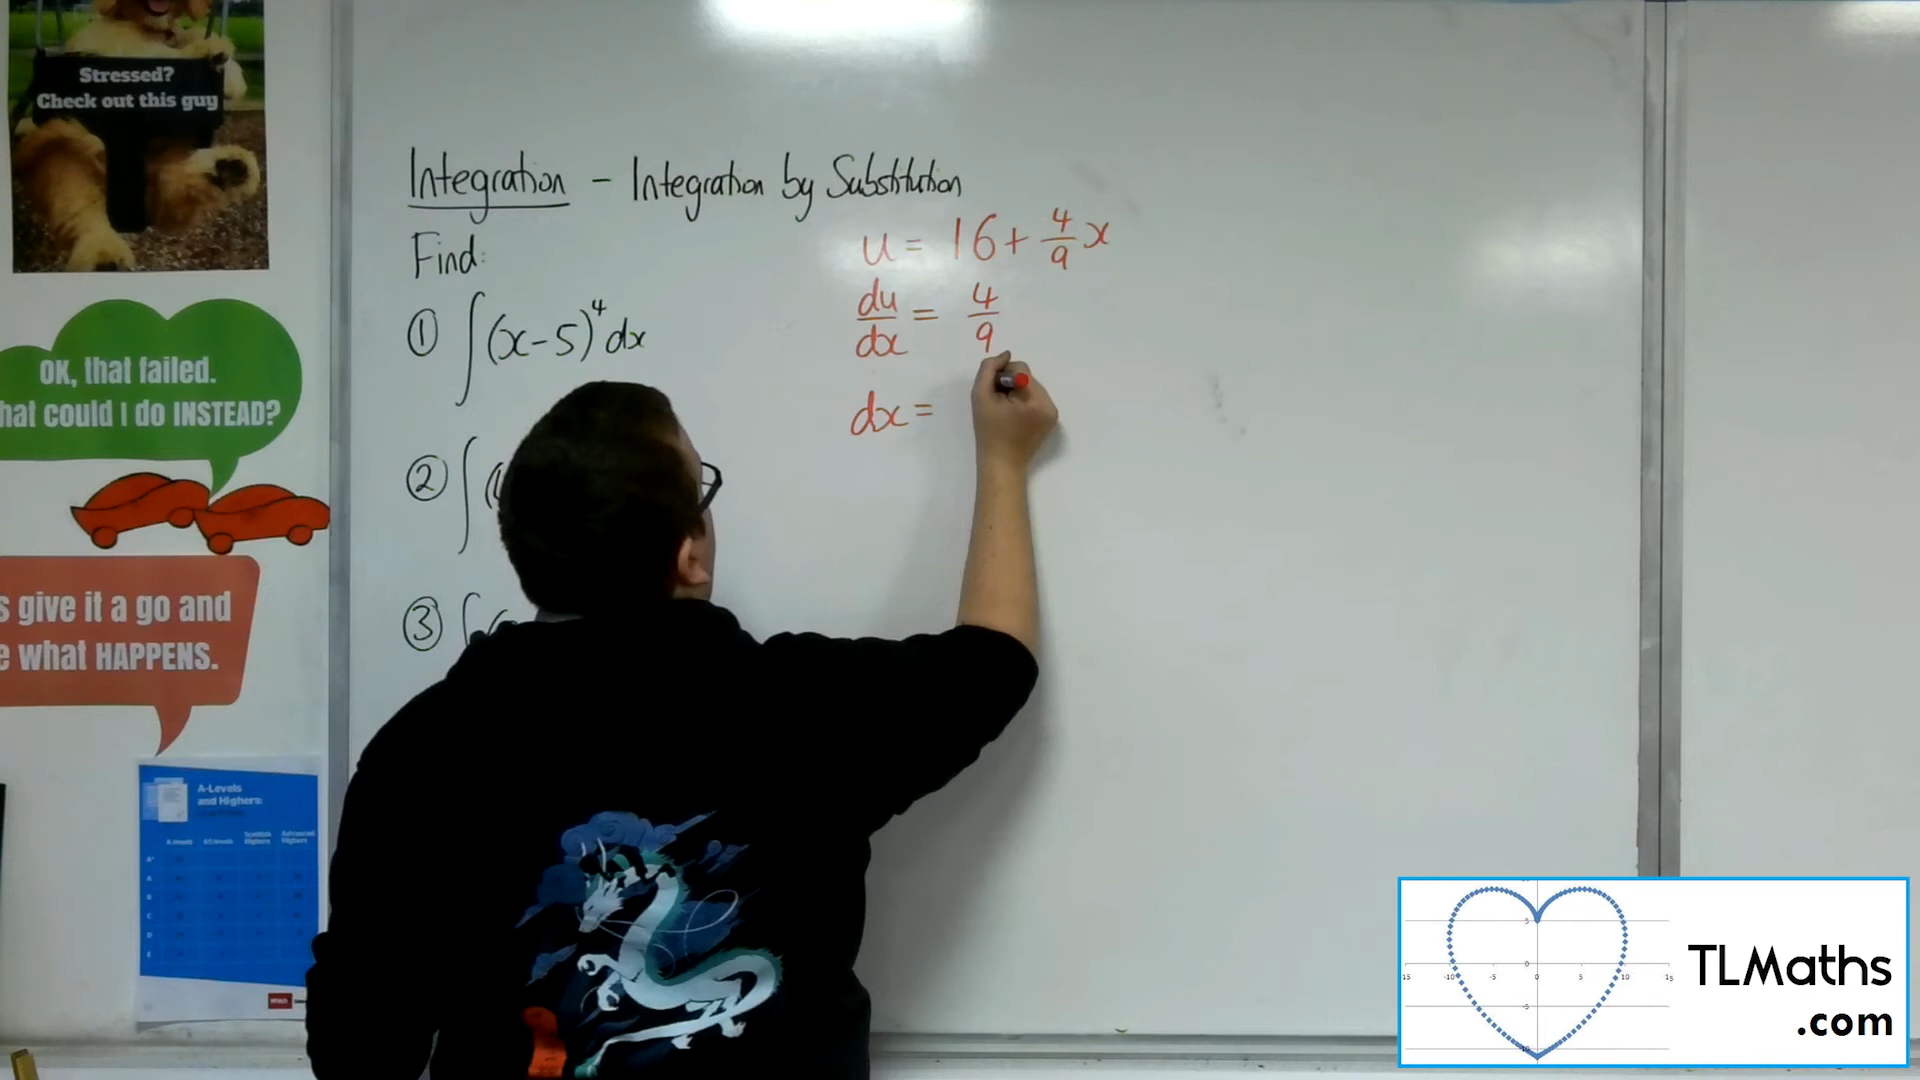 Stressed?
Check out this guy
OK, that failed.
hat could I do INSTEAD?
s give it a go and
e what HAPPENS.
A-Levels
and Highers:
Integration – Integration by Substitution
Find:
① ∫(x-5)⁴dx
② ∫(
③ ∫
u = 16 + 4/9 x
du/dx = 4/9
dx =
TLMaths
.com